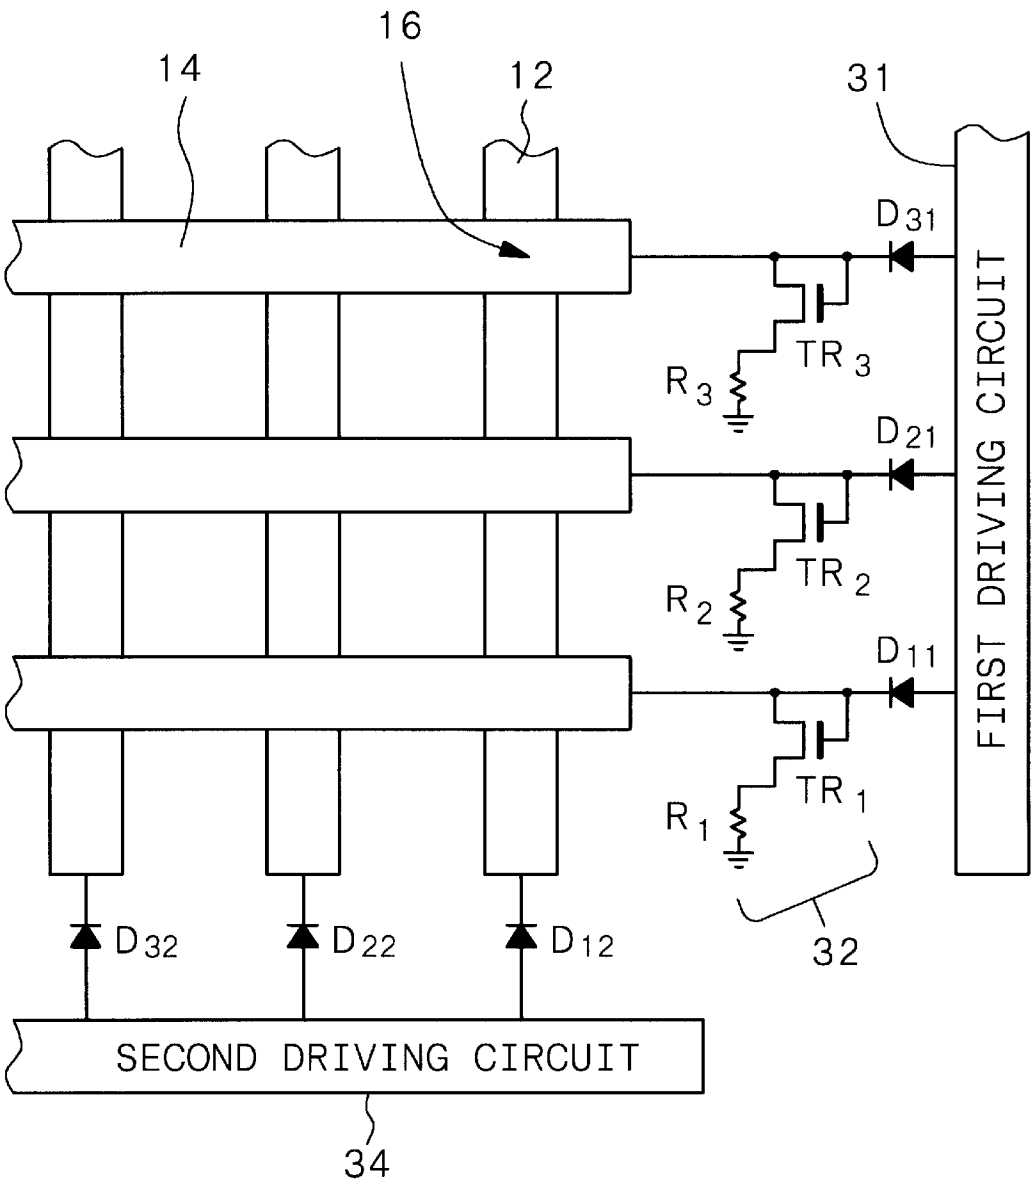 16
14
12
31
D31
TR3
R3
D21
TR2
R2
D11
TR1
R1
FIRST DRIVING CIRCUIT
32
D32
D22
D12
SECOND DRIVING CIRCUIT
34